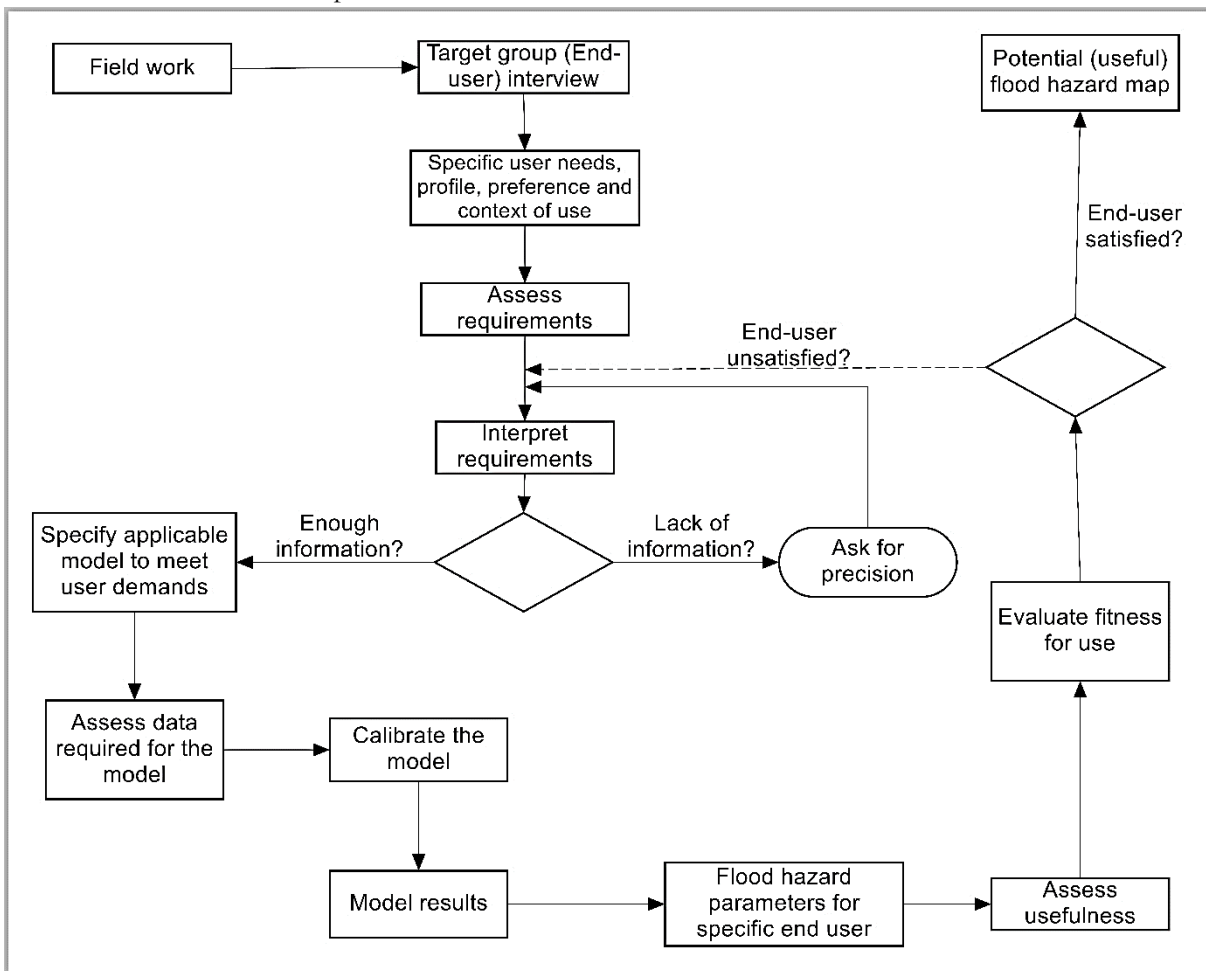 Field work
Target group (End-
user) interview
Potential (useful)
flood hazard map
Specific user needs,
profile, preference and
context of use
End-user
satisfied?
Assess
requirements
End-user
unsatisfied?
Interpret
requirements
Specify applicable
model to meet
user demands
Enough
information?
Lack of
information?
Ask for
precision
Evaluate fitness
for use
Assess data
required for the
model
Calibrate the
model
Model results
Flood hazard
parameters for
specific end user
Assess
usefulness